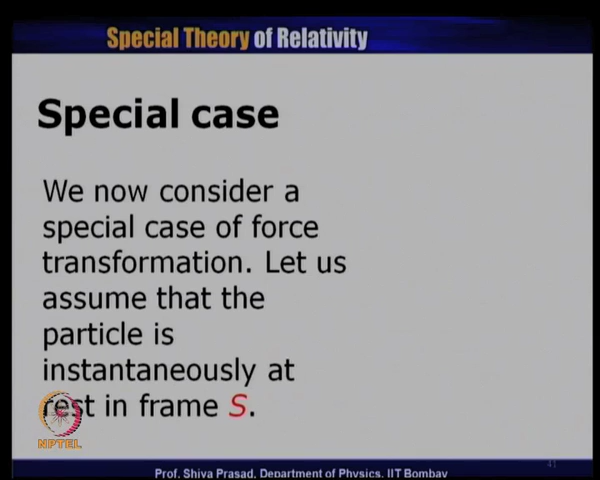 Special Theory of Relativity
Special case
We now consider a
special case of force
transformation. Let us
assume that the
particle is
instantaneously at
rest in frame S.
NPTEL
41
Prof. Shiva Prasad, Department of Physics, IIT Bombay